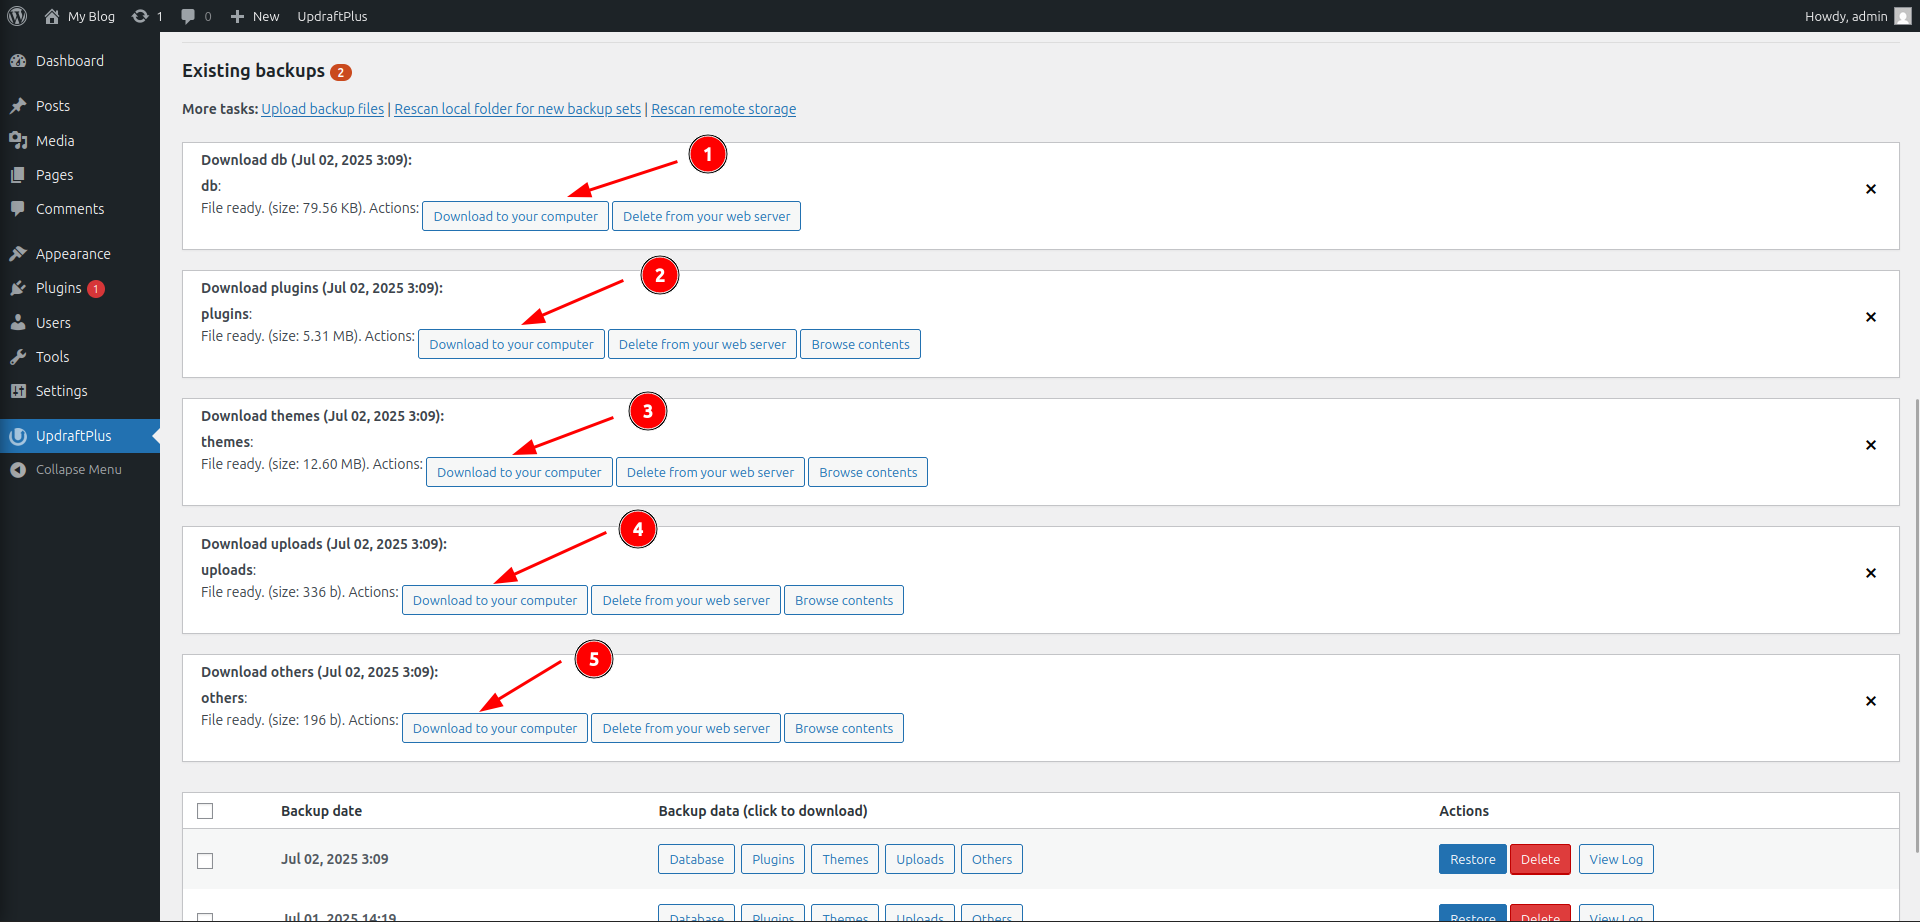 My Blog 1 0 New UpdraftPlus Howdy, admin
Dashboard
Posts
Media
Pages
Comments
Appearance
Plugins 1
Users
Tools
Settings
UpdraftPlus
Collapse Menu
Existing backups 2
More tasks: Upload backup files | Rescan local folder for new backup sets | Rescan remote storage
1
Download db (Jul 02, 2025 3:09):
db:
File ready. (size: 79.56 KB). Actions: Download to your computer Delete from your web server
2
Download plugins (Jul 02, 2025 3:09):
plugins:
File ready. (size: 5.31 MB). Actions: Download to your computer Delete from your web server Browse contents
3
Download themes (Jul 02, 2025 3:09):
themes:
File ready. (size: 12.60 MB). Actions: Download to your computer Delete from your web server Browse contents
4
Download uploads (Jul 02, 2025 3:09):
uploads:
File ready. (size: 336 b). Actions: Download to your computer Delete from your web server Browse contents
5
Download others (Jul 02, 2025 3:09):
others:
File ready. (size: 196 b). Actions: Download to your computer Delete from your web server Browse contents
Backup date Backup data (click to download) Actions
Jul 02, 2025 3:09 Database Plugins Themes Uploads Others Restore Delete View Log
Jul 01, 2025 14:19 Database Plugins Themes Uploads Others Restore Delete View Log